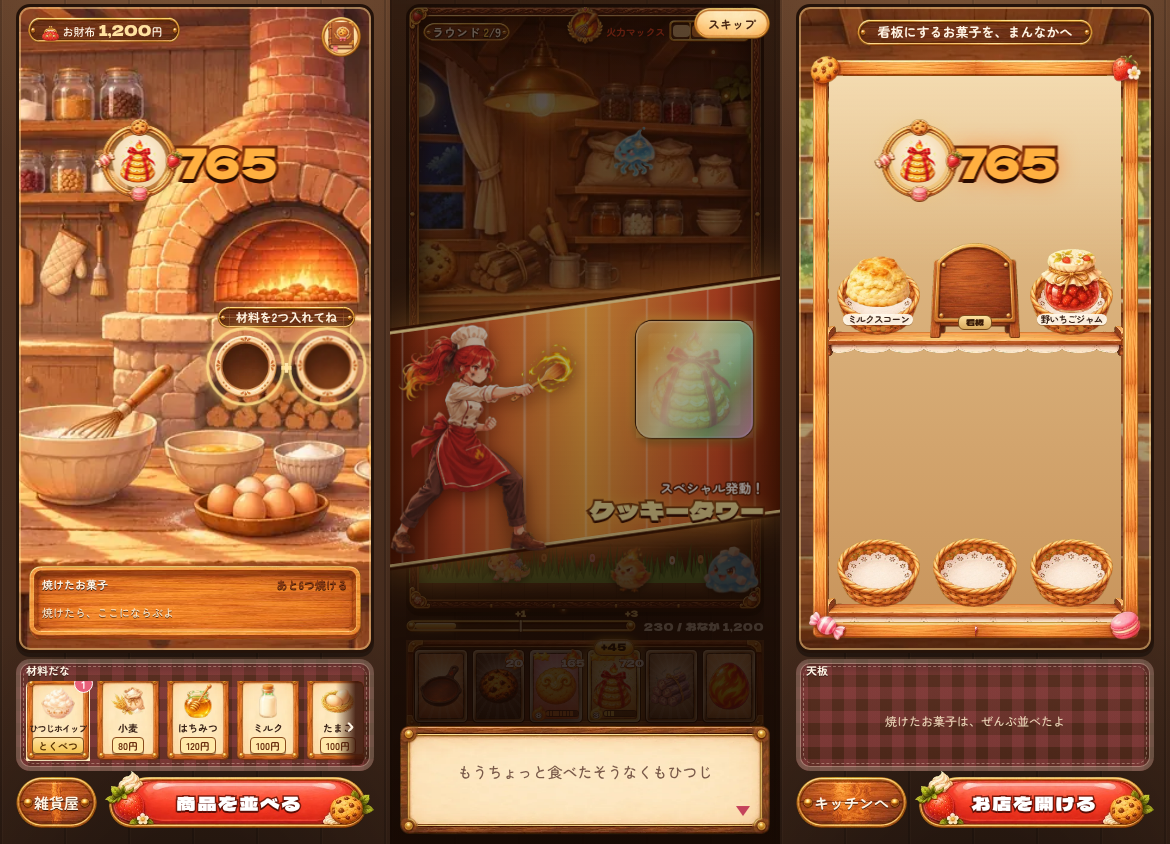 お財布 1,200円
765
材料を2つ入れてね
焼けたお菓子
あと6つ焼ける
焼けたら、ここにならぶよ
材料だな
1
ひつじホイップ
とくべつ
小麦
80円
はちみつ
120円
ミルク
100円
たまご
100円
雑貨屋
商品を並べる
ラウンド 2/9
火力マックス
スキップ
スペシャル発動！
クッキータワー
+1
+3
230 / おなか 1,200
+45
20
165
720
もうちょっと食べたそうなくもひつじ
看板にするお菓子を、まんなかへ
765
ミルクスコーン
看板
野いちごジャム
天板
焼けたお菓子は、ぜんぶ並べたよ
キッチンへ
お店を開ける